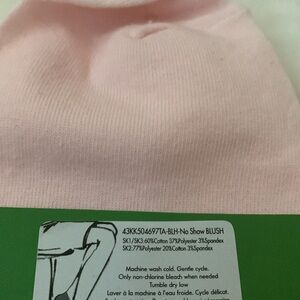 43KK504697TA-BLH-No Show BLUSH
SK1/SK3:60%Cotton 37%Polyester 3%Spandex
SK2:77%Polyester 20%Cotton 3%Spandex
Machine wash cold. Gentle cycle.
Only non-chlorine bleach when needed.
Tumble dry low
Laver à la machine à l'eau froide. Cycle délicat.